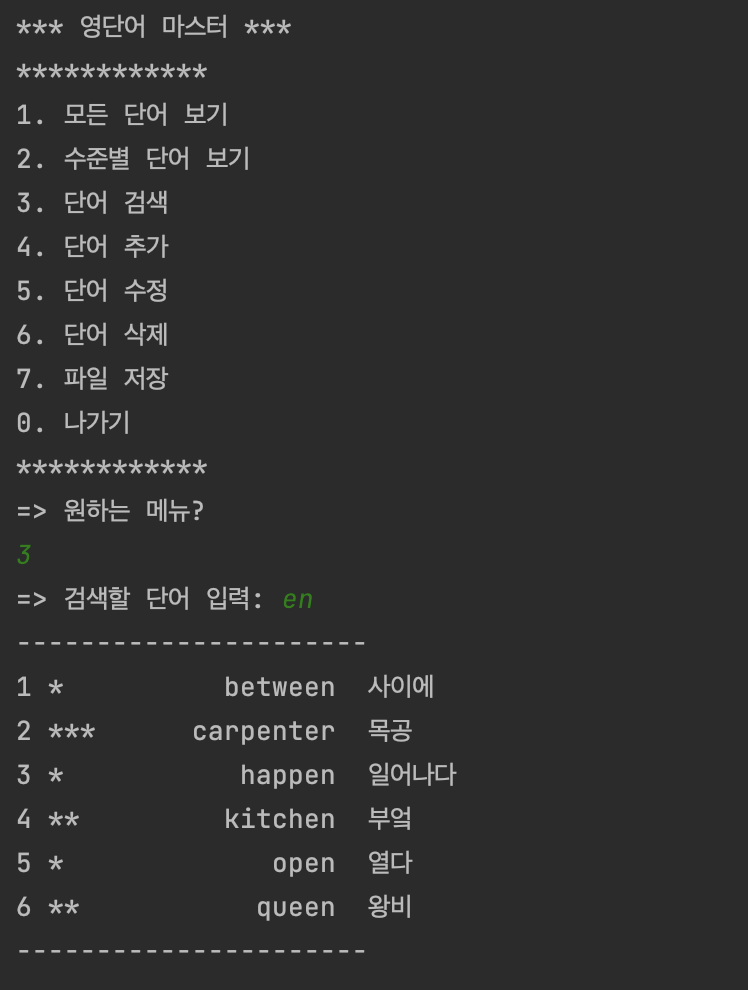 *** 영단어 마스터 ***
************
1. 모든 단어 보기
2. 수준별 단어 보기
3. 단어 검색
4. 단어 추가
5. 단어 수정
6. 단어 삭제
7. 파일 저장
0. 나가기
************
=> 원하는 메뉴?
3
=> 검색할 단어 입력: en
----------------------
1 *          between  사이에
2 ***      carpenter  목공
3 *           happen  일어나다
4 **         kitchen  부엌
5 *             open  열다
6 **           queen  왕비
----------------------